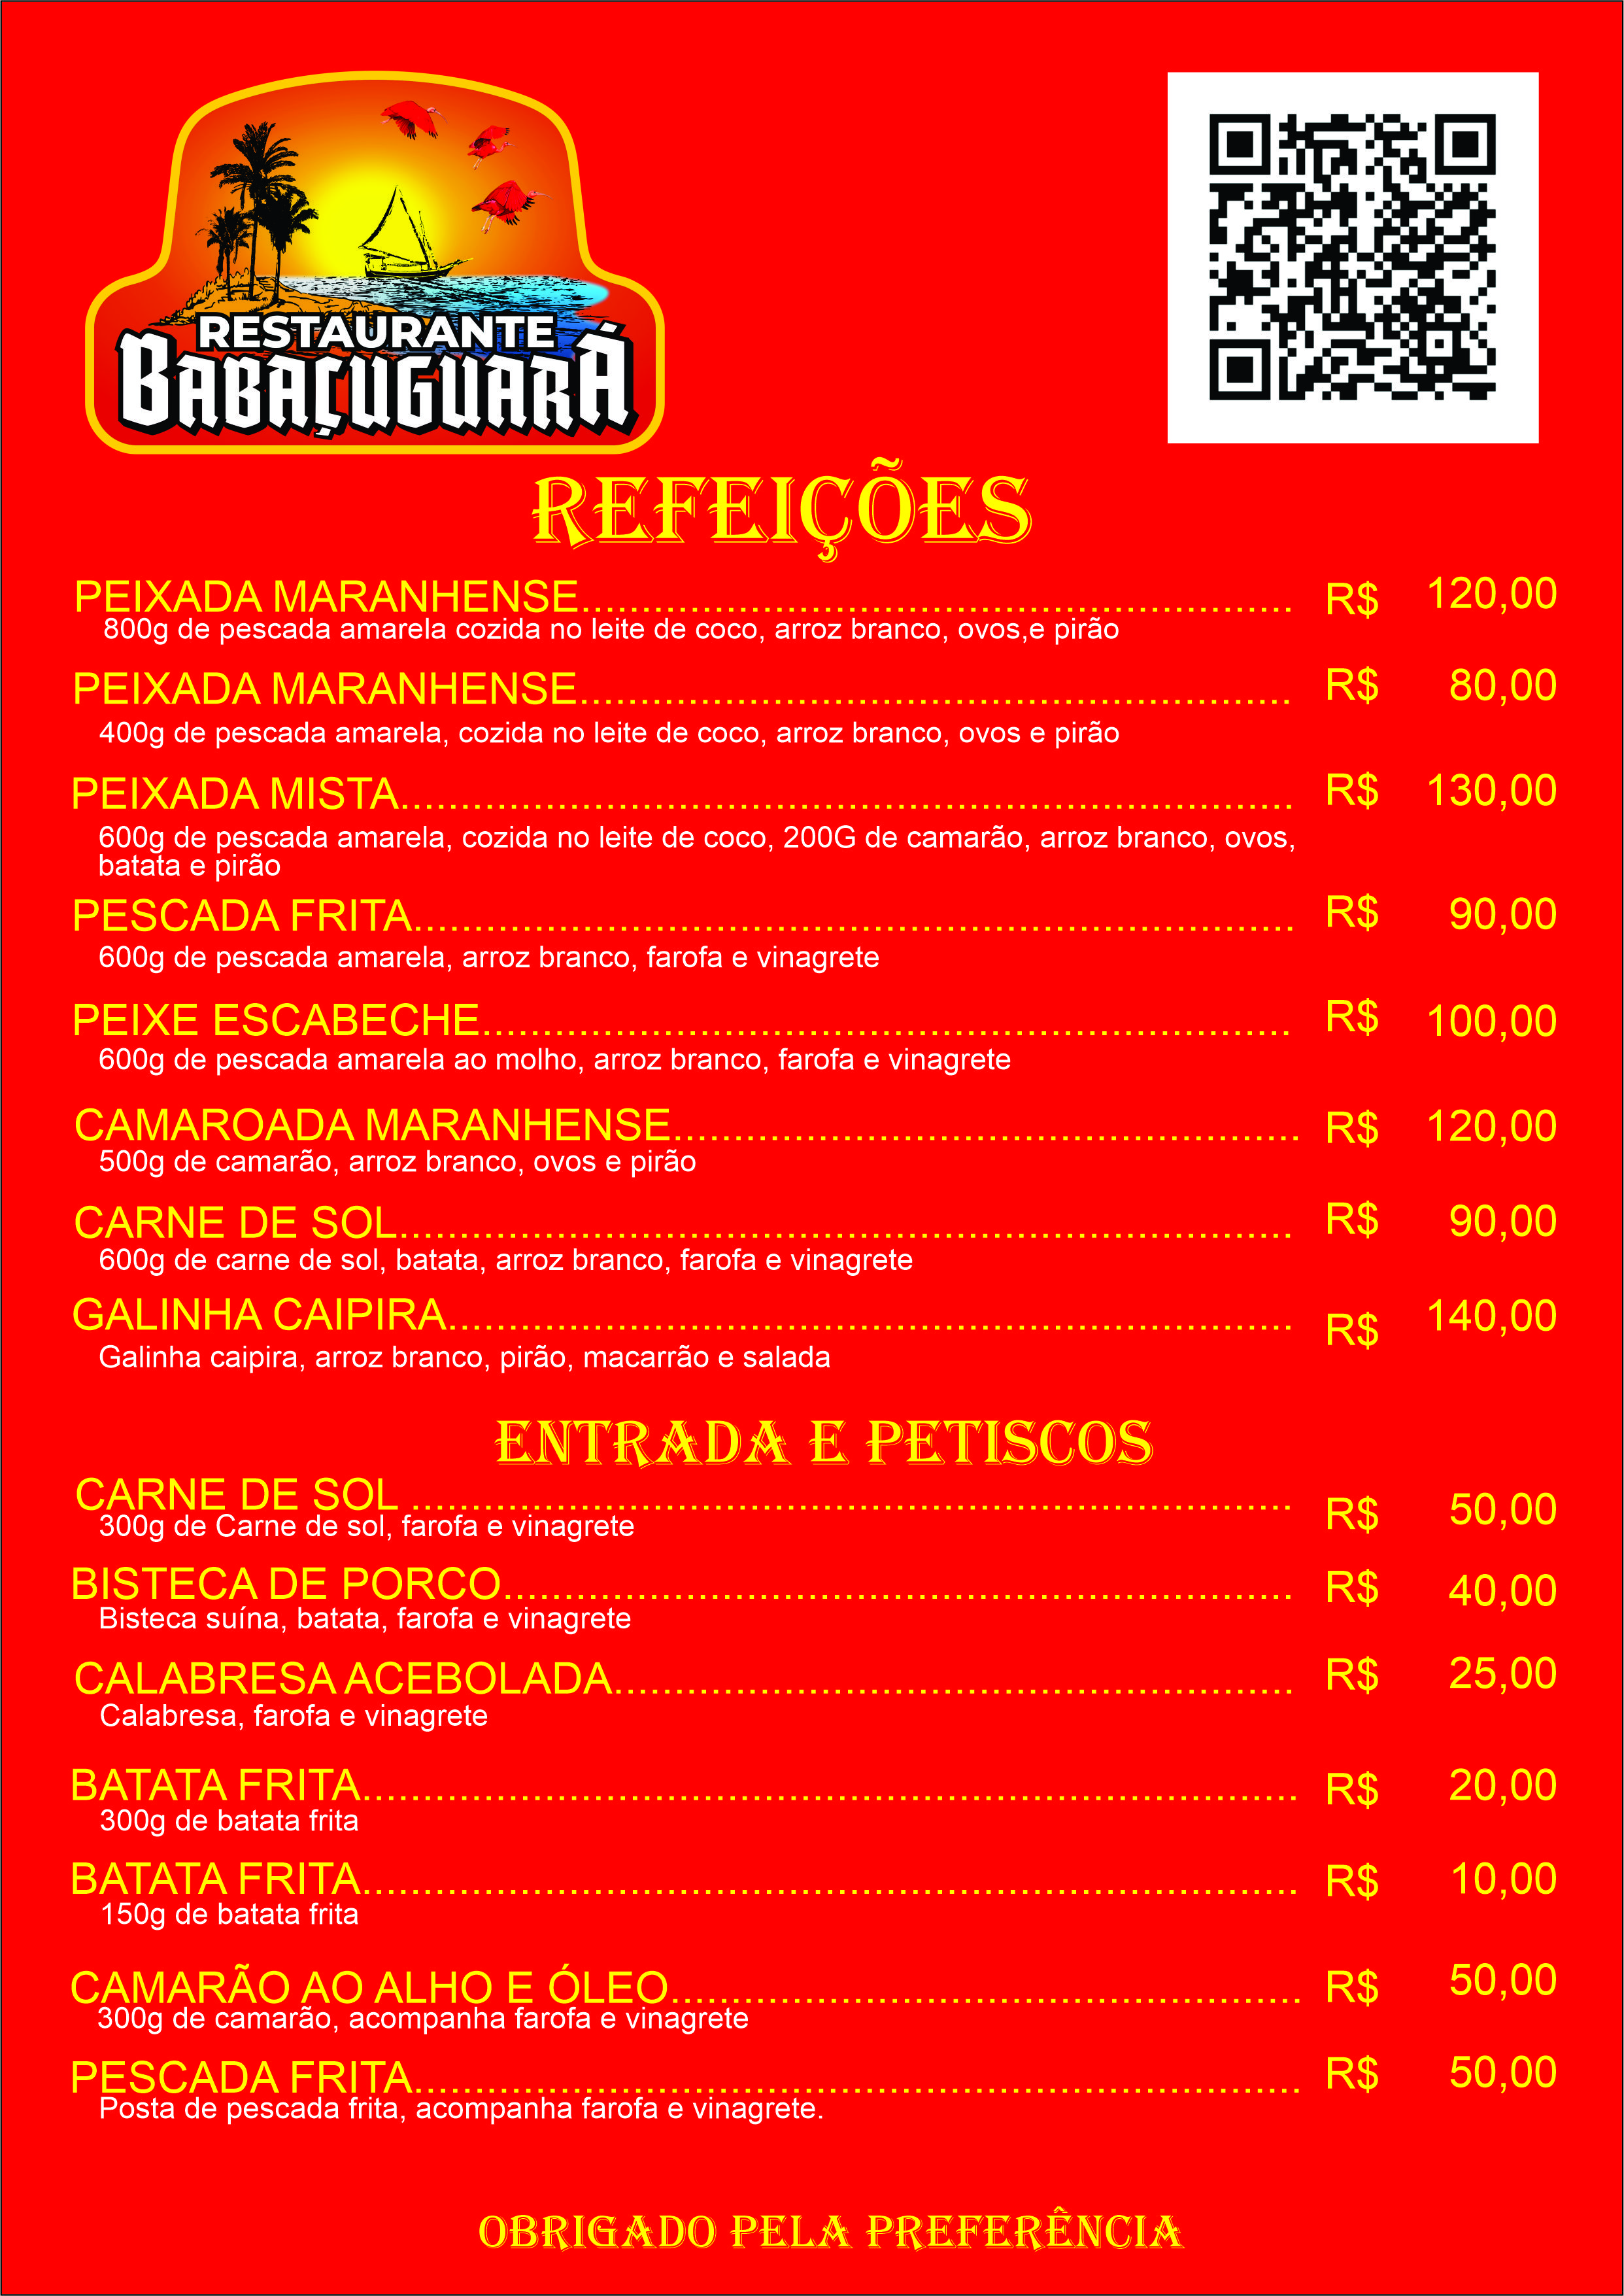 RESTAURANTE
BABAÇUGUARÁ
REFEIÇÕES
PEIXADA MARANHENSE........................................................... R$ 120,00
800g de pescada amarela cozida no leite de coco, arroz branco, ovos,e pirão
PEIXADA MARANHENSE........................................................... R$ 80,00
400g de pescada amarela, cozida no leite de coco, arroz branco, ovos e pirão
PEIXADA MISTA.......................................................................... R$ 130,00
600g de pescada amarela, cozida no leite de coco, 200G de camarão, arroz branco, ovos,
batata e pirão
PESCADA FRITA......................................................................... R$ 90,00
600g de pescada amarela, arroz branco, farofa e vinagrete
PEIXE ESCABECHE................................................................... R$ 100,00
600g de pescada amarela ao molho, arroz branco, farofa e vinagrete
CAMAROADA MARANHENSE.................................................... R$ 120,00
500g de camarão, arroz branco, ovos e pirão
CARNE DE SOL.......................................................................... R$ 90,00
600g de carne de sol, batata, arroz branco, farofa e vinagrete
GALINHA CAIPIRA...................................................................... R$ 140,00
Galinha caipira, arroz branco, pirão, macarrão e salada
ENTRADA E PETISCOS
CARNE DE SOL ......................................................................... R$ 50,00
300g de Carne de sol, farofa e vinagrete
BISTECA DE PORCO................................................................. R$ 40,00
Bisteca suína, batata, farofa e vinagrete
CALABRESA ACEBOLADA........................................................ R$ 25,00
Calabresa, farofa e vinagrete
BATATA FRITA............................................................................. R$ 20,00
300g de batata frita
BATATA FRITA............................................................................. R$ 10,00
150g de batata frita
CAMARÃO AO ALHO E ÓLEO.................................................... R$ 50,00
300g de camarão, acompanha farofa e vinagrete
PESCADA FRITA......................................................................... R$ 50,00
Posta de pescada frita, acompanha farofa e vinagrete.
OBRIGADO PELA PREFERÊNCIA